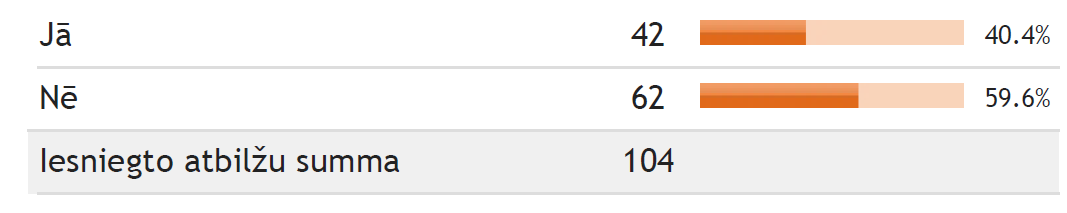 Jā 42 40.4%
Nē 62 59.6%
Iesniegto atbilžu summa 104